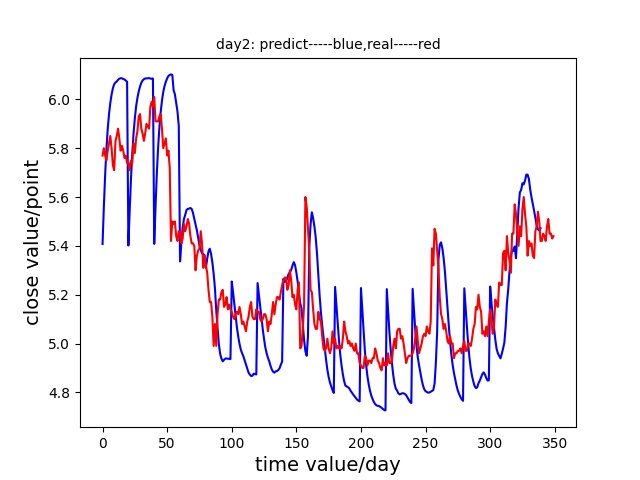 day2: predict-----blue,real-----red
close value/point
6.0
5.8
5.6
5.4
5.2
5.0
4.8
0 50 100 150 200 250 300 350
time value/day